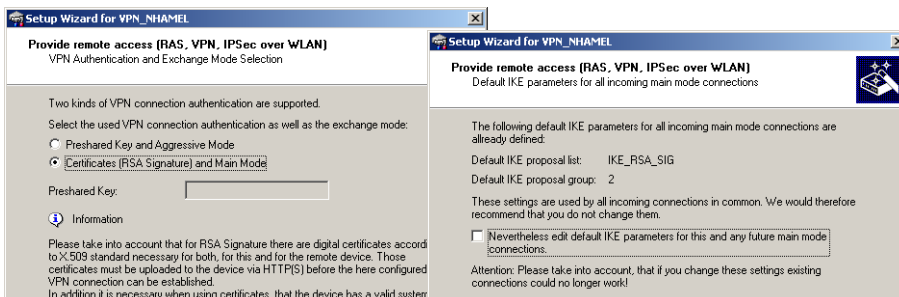 Setup Wizard for VPN_NHAMEL
Provide remote access (RAS, VPN, IPSec over WLAN)
VPN Authentication and Exchange Mode Selection
Two kinds of VPN connection authentication are supported.
Select the used VPN connection authentication as well as the exchange mode:
Preshared Key and Aggressive Mode
Certificates (RSA Signature) and Main Mode
Preshared Key:
Information
Please take into account that for RSA Signature there are digital certificates accordi
to X.509 standard necessary for both, for this and for the remote device. Those
certificates must be uploaded to the device via HTTP(S) before the here configured
VPN connection can be established.
In addition it is necessary when using certificates, that the device has a valid system
Setup Wizard for VPN_NHAMEL
Provide remote access (RAS, VPN, IPSec over WLAN)
Default IKE parameters for all incoming main mode connections
The following default IKE parameters for all incoming main mode connections are
allready defined:
Default IKE proposal list: IKE_RSA_SIG
Default IKE proposal group: 2
These settings are used by all incoming connections in common. We would therefore
recommend that you do not change them.
Nevertheless edit default IKE parameters for this and any future main mode
connections.
Attention: Please take into account, that if you change these settings existing
connections could no longer work!